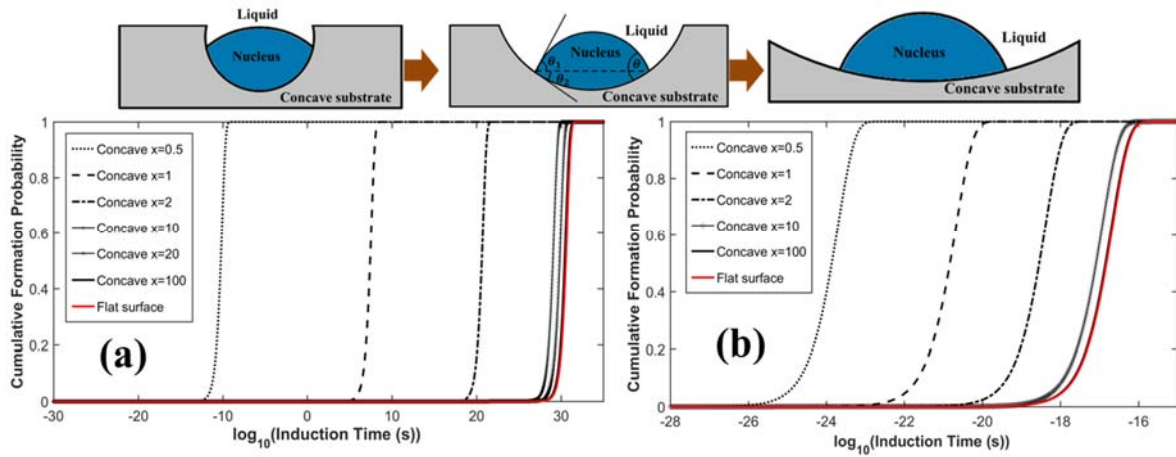 Liquid
Nucleus
Concave substrate
Liquid
Nucleus
θ₁
θ₂
θ
Concave substrate
Liquid
Nucleus
Concave substrate
Cumulative Formation Probability
1
0.8
0.6
0.4
0.2
0
Concave x=0.5
Concave x=1
Concave x=2
Concave x=10
Concave x=20
Concave x=100
Flat surface
(a)
-30
-20
-10
0
10
20
30
log₁₀(Induction Time (s))
Cumulative Formation Probability
1
0.8
0.6
0.4
0.2
0
Concave x=0.5
Concave x=1
Concave x=2
Concave x=10
Concave x=100
Flat surface
(b)
-28
-26
-24
-22
-20
-18
-16
log₁₀(Induction Time (s))